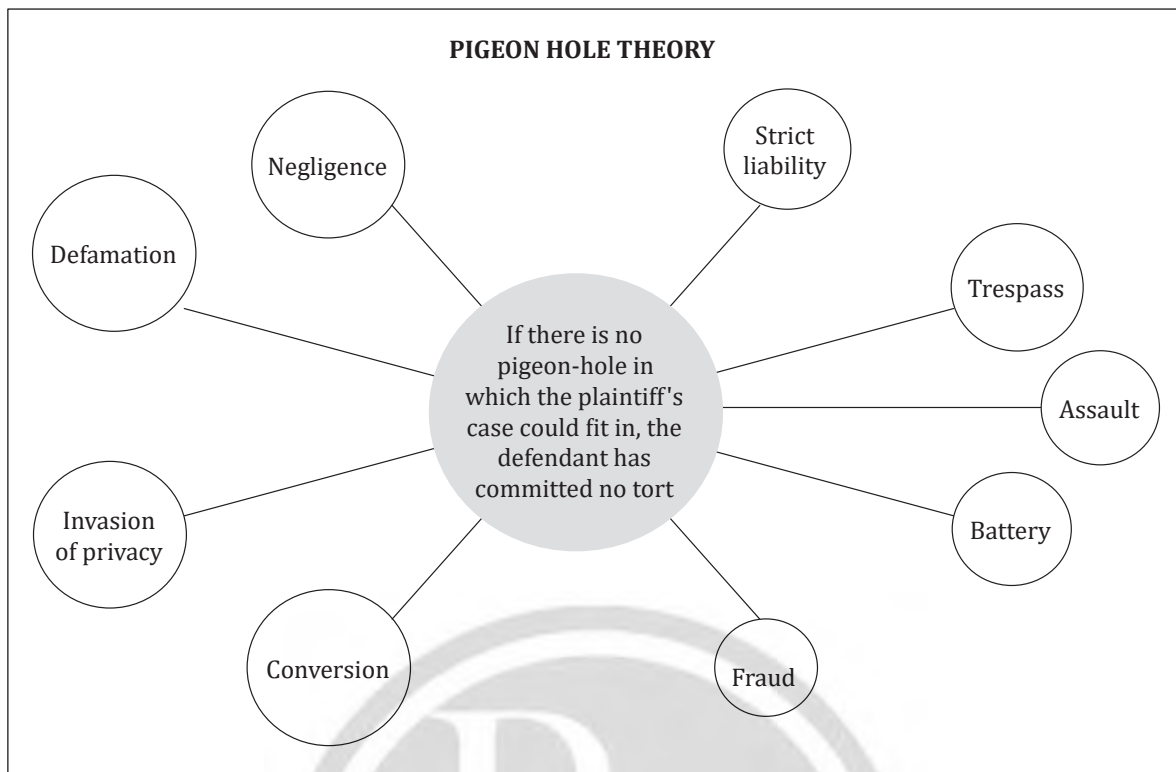 PIGEON HOLE THEORY
Negligence
Strict
liability
Defamation
Trespass
If there is no
pigeon-hole in
which the plaintiff's
case could fit in, the
defendant has
committed no tort
Assault
Invasion
of privacy
Battery
Conversion
Fraud